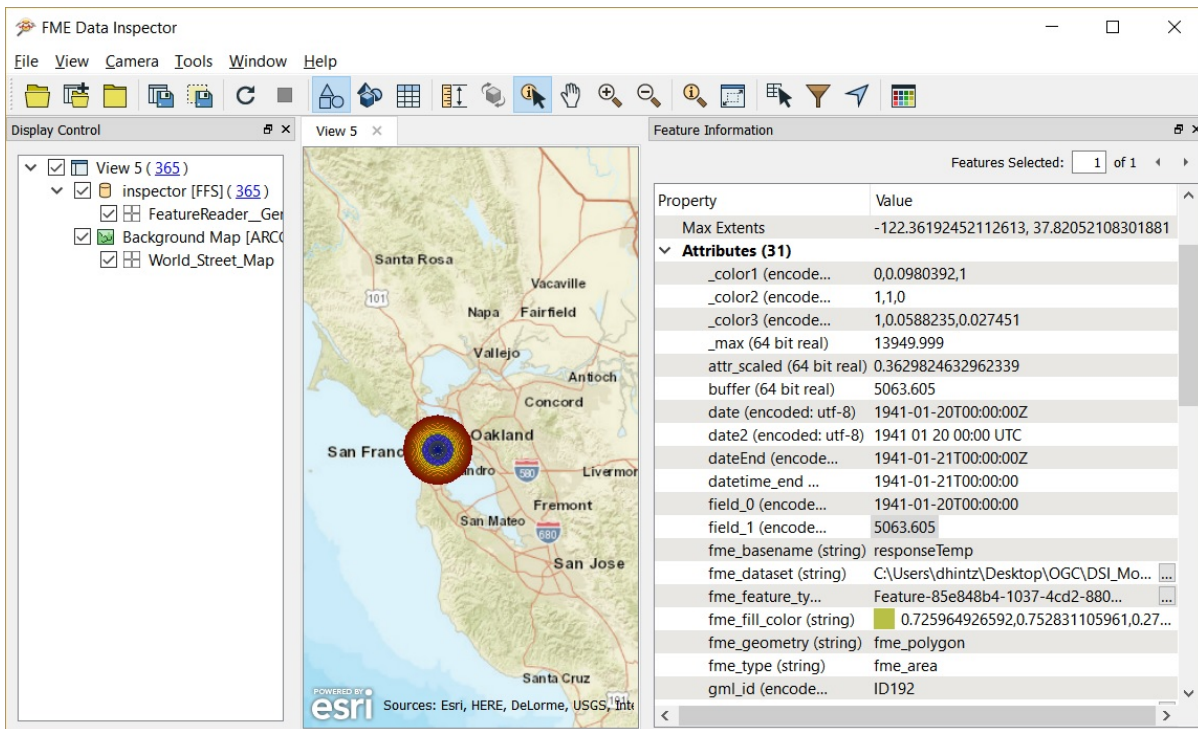 FME Data Inspector
File View Camera Tools Window Help
Display Control
View 5 (365)
inspector [FFS] (365)
FeatureReader__Ger
Background Map [ARC
World_Street_Map
View 5
Santa Rosa
Vacaville
101
Napa Fairfield
Vallejo
Antioch
Concord
Oakland
San Franc
ndro 580 Livermor
Fremont
San Mateo 680
San Jose
Santa Cruz
POWERED BY
esri Sources: Esri, HERE, DeLorme, USGS, Inte
101
Feature Information
Features Selected: 1 of 1
Property Value
Max Extents -122.36192452112613, 37.82052108301881
Attributes (31)
_color1 (encode... 0,0.0980392,1
_color2 (encode... 1,1,0
_color3 (encode... 1,0.0588235,0.027451
_max (64 bit real) 13949.999
attr_scaled (64 bit real) 0.3629824632962339
buffer (64 bit real) 5063.605
date (encoded: utf-8) 1941-01-20T00:00:00Z
date2 (encoded: utf-8) 1941 01 20 00:00 UTC
dateEnd (encode... 1941-01-21T00:00:00Z
datetime_end ... 1941-01-21T00:00:00
field_0 (encode... 1941-01-20T00:00:00
field_1 (encode... 5063.605
fme_basename (string) responseTemp
fme_dataset (string) C:\Users\dhintz\Desktop\OGC\DSI_Mo... ...
fme_feature_ty... Feature-85e848b4-1037-4cd2-880... ...
fme_fill_color (string) 0.725964926592,0.752831105961,0.27...
fme_geometry (string) fme_polygon
fme_type (string) fme_area
gml_id (encode... ID192